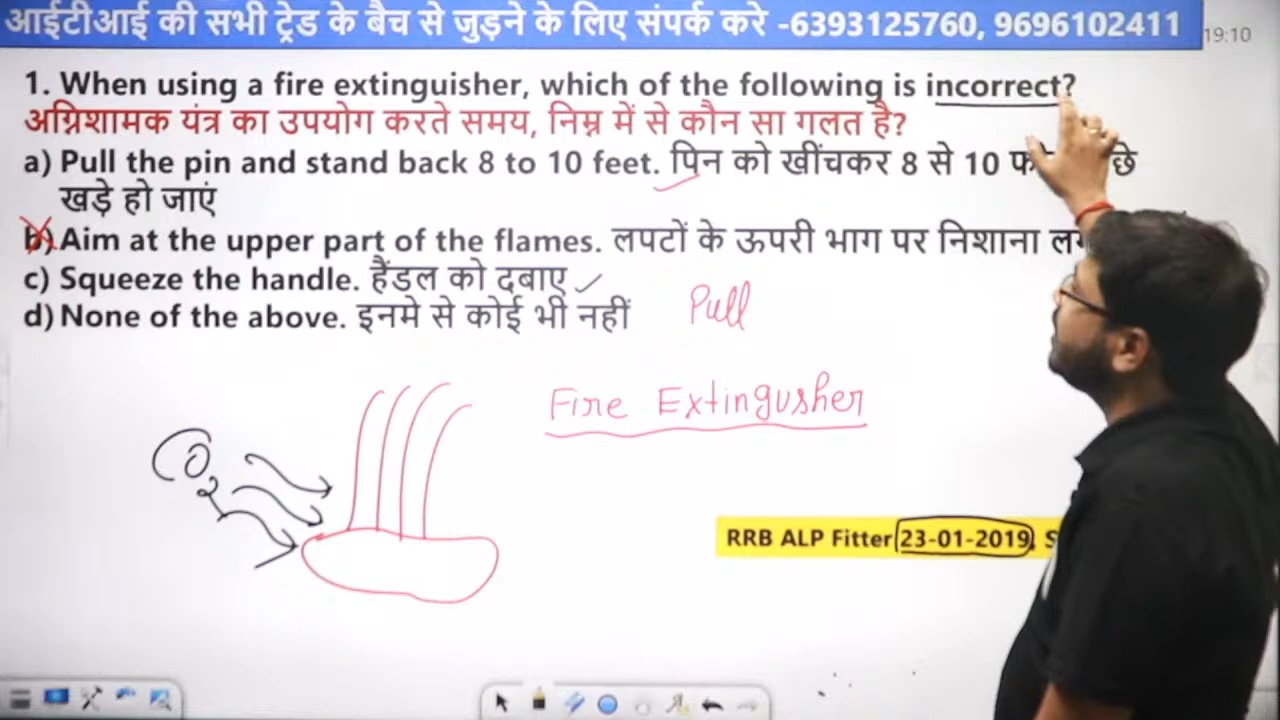 आईटीआई की सभी ट्रेड के बैच से जुड़ने के लिए संपर्क करे -6393125760, 9696102411
19:10
1. When using a fire extinguisher, which of the following is incorrect?
अग्निशामक यंत्र का उपयोग करते समय, निम्न में से कौन सा गलत है?
a) Pull the pin and stand back 8 to 10 feet. पिन को खींचकर 8 से 10
खड़े हो जाएं
b) Aim at the upper part of the flames. लपटों के ऊपरी भाग पर निशाना
c) Squeeze the handle. हैंडल को दबाए
d) None of the above. इनमे से कोई भी नहीं
Pull
Fire Extingusher
O2
RRB ALP Fitter 23-01-2019, S